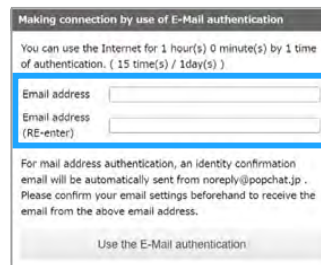 Making connection by use of E-Mail authentication
You can use the Internet for 1 hour(s) 0 minute(s) by 1 time
of authentication. ( 15 time(s) / 1day(s) )
Email address
Email address
(RE-enter)
For mail address authentication, an identity confirmation
email will be automatically sent from noreply@popchat.jp .
Please confirm your email settings beforehand to receive the
email from the above email address.
Use the E-Mail authentication